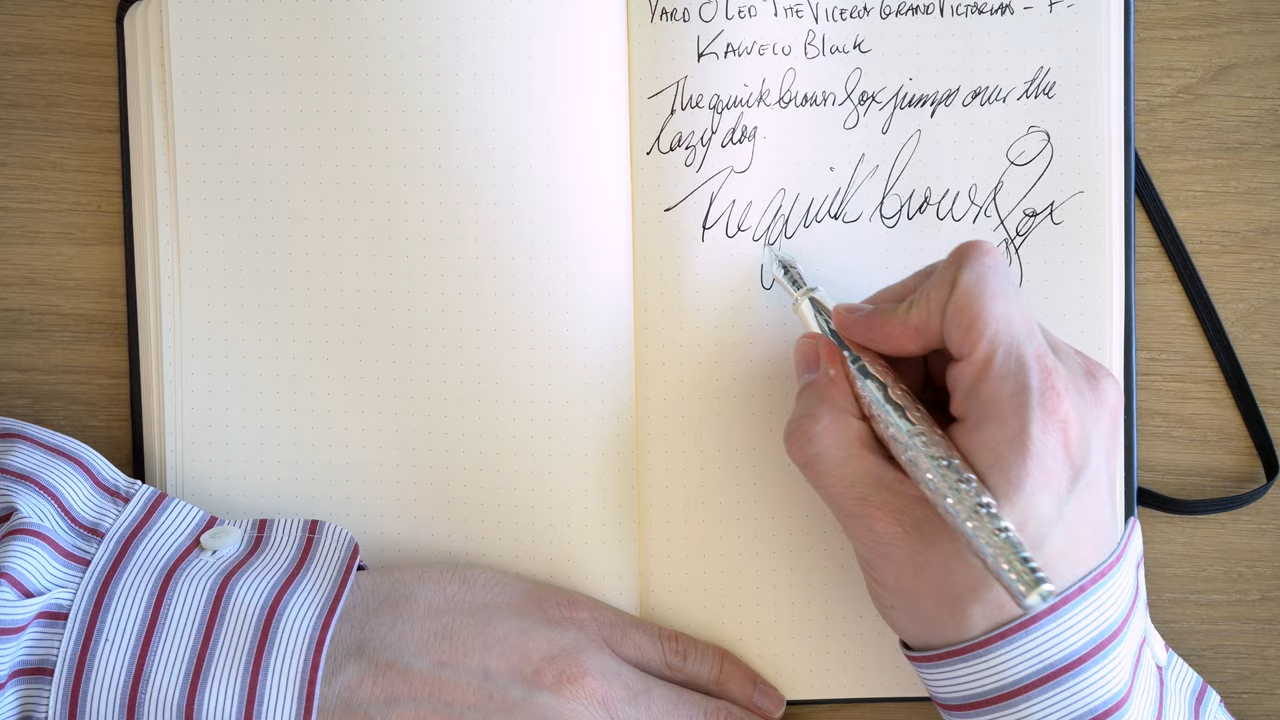 YARD O LED THE VICEROY GRAND VICTORIAN - F -
KAWECO Black
The quick brown fox jumps over the
lazy dog.
The quick brown fox